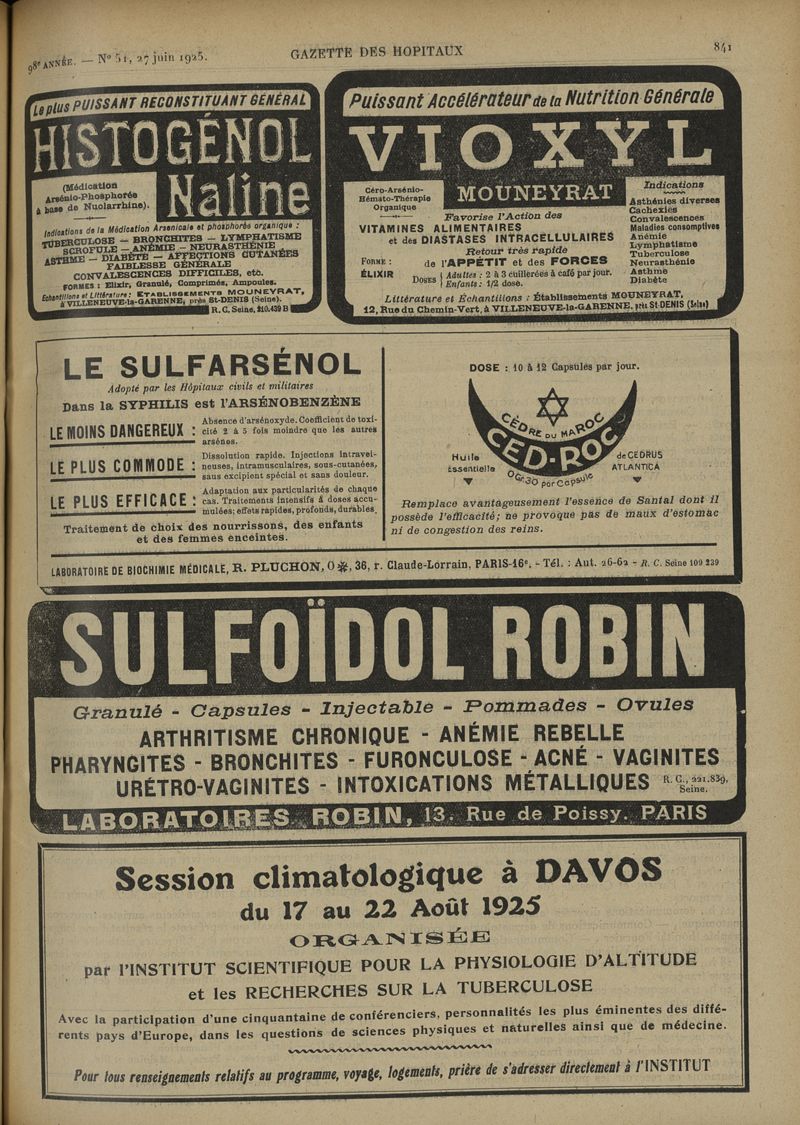 98e ANNÉE. — No 51, 27 juin 1925.
GAZETTE DES HOPITAUX
841
Le plus PUISSANT RECONSTITUANT GÉNÉRAL
HISTOGÉNOL
(Médication
Arsénio-Phosphorée
à base de Nuclarrhine).
Naline
Indications de la Médication Arsenicale et phosphorée organique :
TUBERCULOSE — BRONCHITES — LYMPHATISME
SCROFULE — ANÉMIE — NEURASTHÉNIE
ASTHME — DIABÈTE — AFFECTIONS CUTANÉES
FAIBLESSE GÉNÉRALE
CONVALESCENCES DIFFICILES, etc.
FORMES : Elixir, Granulé, Comprimés, Ampoules.
Echantillons et Littérature : ETABLISSEMENTS MOUNEYRAT,
à VILLENEUVE-la-GARENNE, près St-DENIS (Seine).
R. C. Seine, 210.439 B
Puissant Accélérateur de la Nutrition Générale
VIOXYL
MOUNEYRAT
Céro-Arsénio-
Hémato-Thérapie
Organique
Favorise l'Action des
VITAMINES ALIMENTAIRES
et des DIASTASES INTRACELLULAIRES
Retour très rapide
de l'APPÉTIT et des FORCES
FORME :
ÉLIXIR
DOSES { Adultes : 2 à 3 cuillerées à café par jour.
Enfants : 1/2 dose.
Indications
Asthénies diverses
Cachexies
Convalescences
Maladies consomptives
Anémie
Lymphatisme
Tuberculose
Neurasthénie
Asthme
Diabète
Littérature et Echantillons : Établissements MOUNEYRAT,
12, Rue du Chemin-Vert, à VILLENEUVE-la-GARENNE, près St-DENIS (Seine)
LE SULFARSÉNOL
Adopté par les Hôpitaux civils et militaires
Dans la SYPHILIS est l'ARSÉNOBENZÈNE
LE MOINS DANGEREUX : Absence d'arsénoxyde. Coefficient de toxi-
cité 2 à 5 fois moindre que les autres
arsénos.
LE PLUS COMMODE : Dissolution rapide. Injections intravei-
neuses, intramusculaires, sous-cutanées,
sans excipient spécial et sans douleur.
LE PLUS EFFICACE : Adaptation aux particularités de chaque
cas. Traitements intensifs à doses accu-
mulées; effets rapides, profonds, durables.
Traitement de choix des nourrissons, des enfants
et des femmes enceintes.
DOSE : 10 à 12 Capsules par jour.
CÈDRE DU MAROC
CED-ROC
Huile
Essentielle
de CEDRUS
ATLANTICA
0 Gr.30 par Capsule
Remplace avantageusement l'essence de Santal dont il
possède l'efficacité; ne provoque pas de maux d'estomac
ni de congestion des reins.
LABORATOIRE DE BIOCHIMIE MÉDICALE, R. PLUCHON, O ✳, 36, r. Claude-Lorrain, PARIS-16e. - Tél. : Aut. 26-62 - R. C. Seine 109 239
SULFOÏDOL ROBIN
Granulé - Capsules - Injectable - Pommades - Ovules
ARTHRITISME CHRONIQUE - ANÉMIE REBELLE
PHARYNGITES - BRONCHITES - FURONCULOSE - ACNÉ - VAGINITES
URÉTRO-VAGINITES - INTOXICATIONS MÉTALLIQUES R. C., 221.839, Seine.
LABORATOIRES ROBIN, 13. Rue de Poissy. PARIS
Session climatologique à DAVOS
du 17 au 22 Août 1925
ORGANISÉE
par l'INSTITUT SCIENTIFIQUE POUR LA PHYSIOLOGIE D'ALTITUDE
et les RECHERCHES SUR LA TUBERCULOSE
Avec la participation d'une cinquantaine de conférenciers, personnalités les plus éminentes des diffé-
rents pays d'Europe, dans les questions de sciences physiques et naturelles ainsi que de médecine.
Pour tous renseignements relatifs au programme, voyage, logements, prière de s'adresser directement à l'INSTITUT